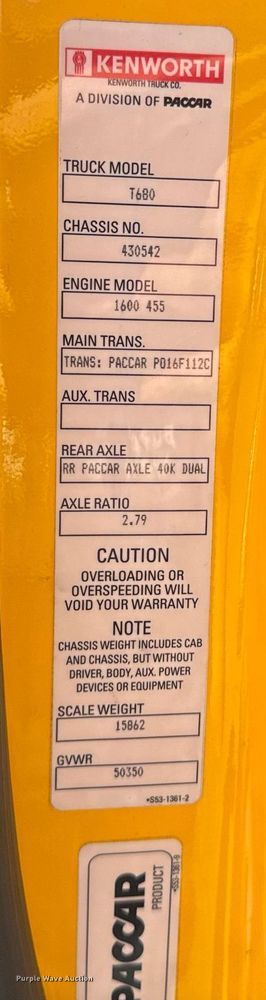 KENWORTH
KENWORTH TRUCK CO.
A DIVISION OF PACCAR
TRUCK MODEL
T680
CHASSIS NO.
430542
ENGINE MODEL
1600 455
MAIN TRANS.
TRANS: PACCAR PO16F112C
AUX. TRANS
REAR AXLE
RR PACCAR AXLE 40K DUAL
AXLE RATIO
2.79
CAUTION
OVERLOADING OR
OVERSPEEDING WILL
VOID YOUR WARRANTY
NOTE
CHASSIS WEIGHT INCLUDES CAB
AND CHASSIS, BUT WITHOUT
DRIVER, BODY, AUX. POWER
DEVICES OR EQUIPMENT
SCALE WEIGHT
15862
GVWR
50350
•S53-1361-2
PACCAR
PRODUCT
•S53-1361-9
Purple Wave Auction